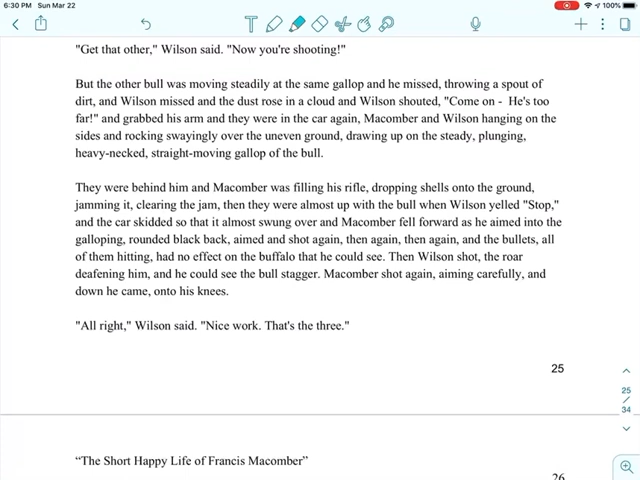 6:30 PM Sun Mar 22
100%
"Get that other," Wilson said. "Now you're shooting!"
But the other bull was moving steadily at the same gallop and he missed, throwing a spout of
dirt, and Wilson missed and the dust rose in a cloud and Wilson shouted, "Come on - He's too
far!" and grabbed his arm and they were in the car again, Macomber and Wilson hanging on the
sides and rocking swayingly over the uneven ground, drawing up on the steady, plunging,
heavy-necked, straight-moving gallop of the bull.
They were behind him and Macomber was filling his rifle, dropping shells onto the ground,
jamming it, clearing the jam, then they were almost up with the bull when Wilson yelled "Stop,"
and the car skidded so that it almost swung over and Macomber fell forward as he aimed into the
galloping, rounded black back, aimed and shot again, then again, then again, and the bullets, all
of them hitting, had no effect on the buffalo that he could see. Then Wilson shot, the roar
deafening him, and he could see the bull stagger. Macomber shot again, aiming carefully, and
down he came, onto his knees.
"All right," Wilson said. "Nice work. That's the three."
25
25
/
34
“The Short Happy Life of Francis Macomber”
26